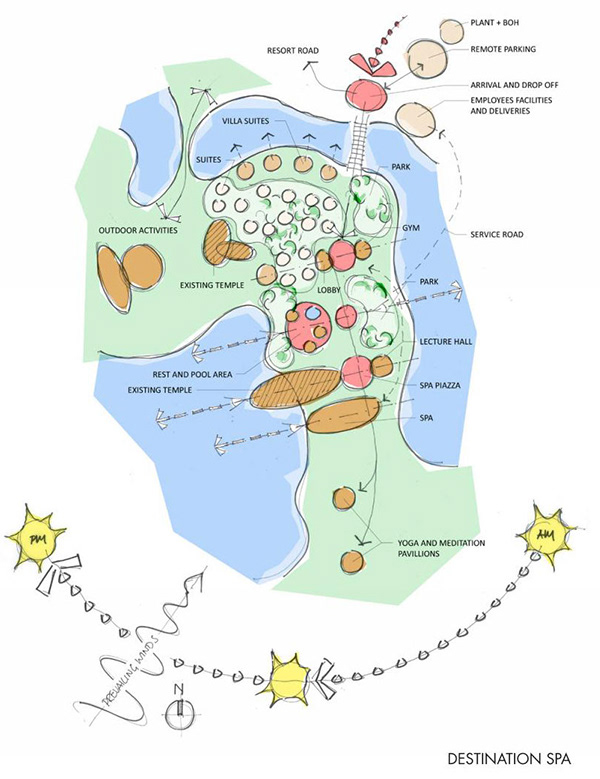 PLANT + BOH
RESORT ROAD
REMOTE PARKING
ARRIVAL AND DROP OFF
EMPLOYEES FACILITIES
AND DELIVERIES
VILLA SUITES
SUITES
PARK
OUTDOOR ACTIVITIES
GYM
SERVICE ROAD
EXISTING TEMPLE
LOBBY
PARK
LECTURE HALL
REST AND POOL AREA
EXISTING TEMPLE
SPA PIAZZA
SPA
PM
AM
YOGA AND MEDITATION
PAVILLIONS
PREVAILING WINDS
N
DESTINATION SPA